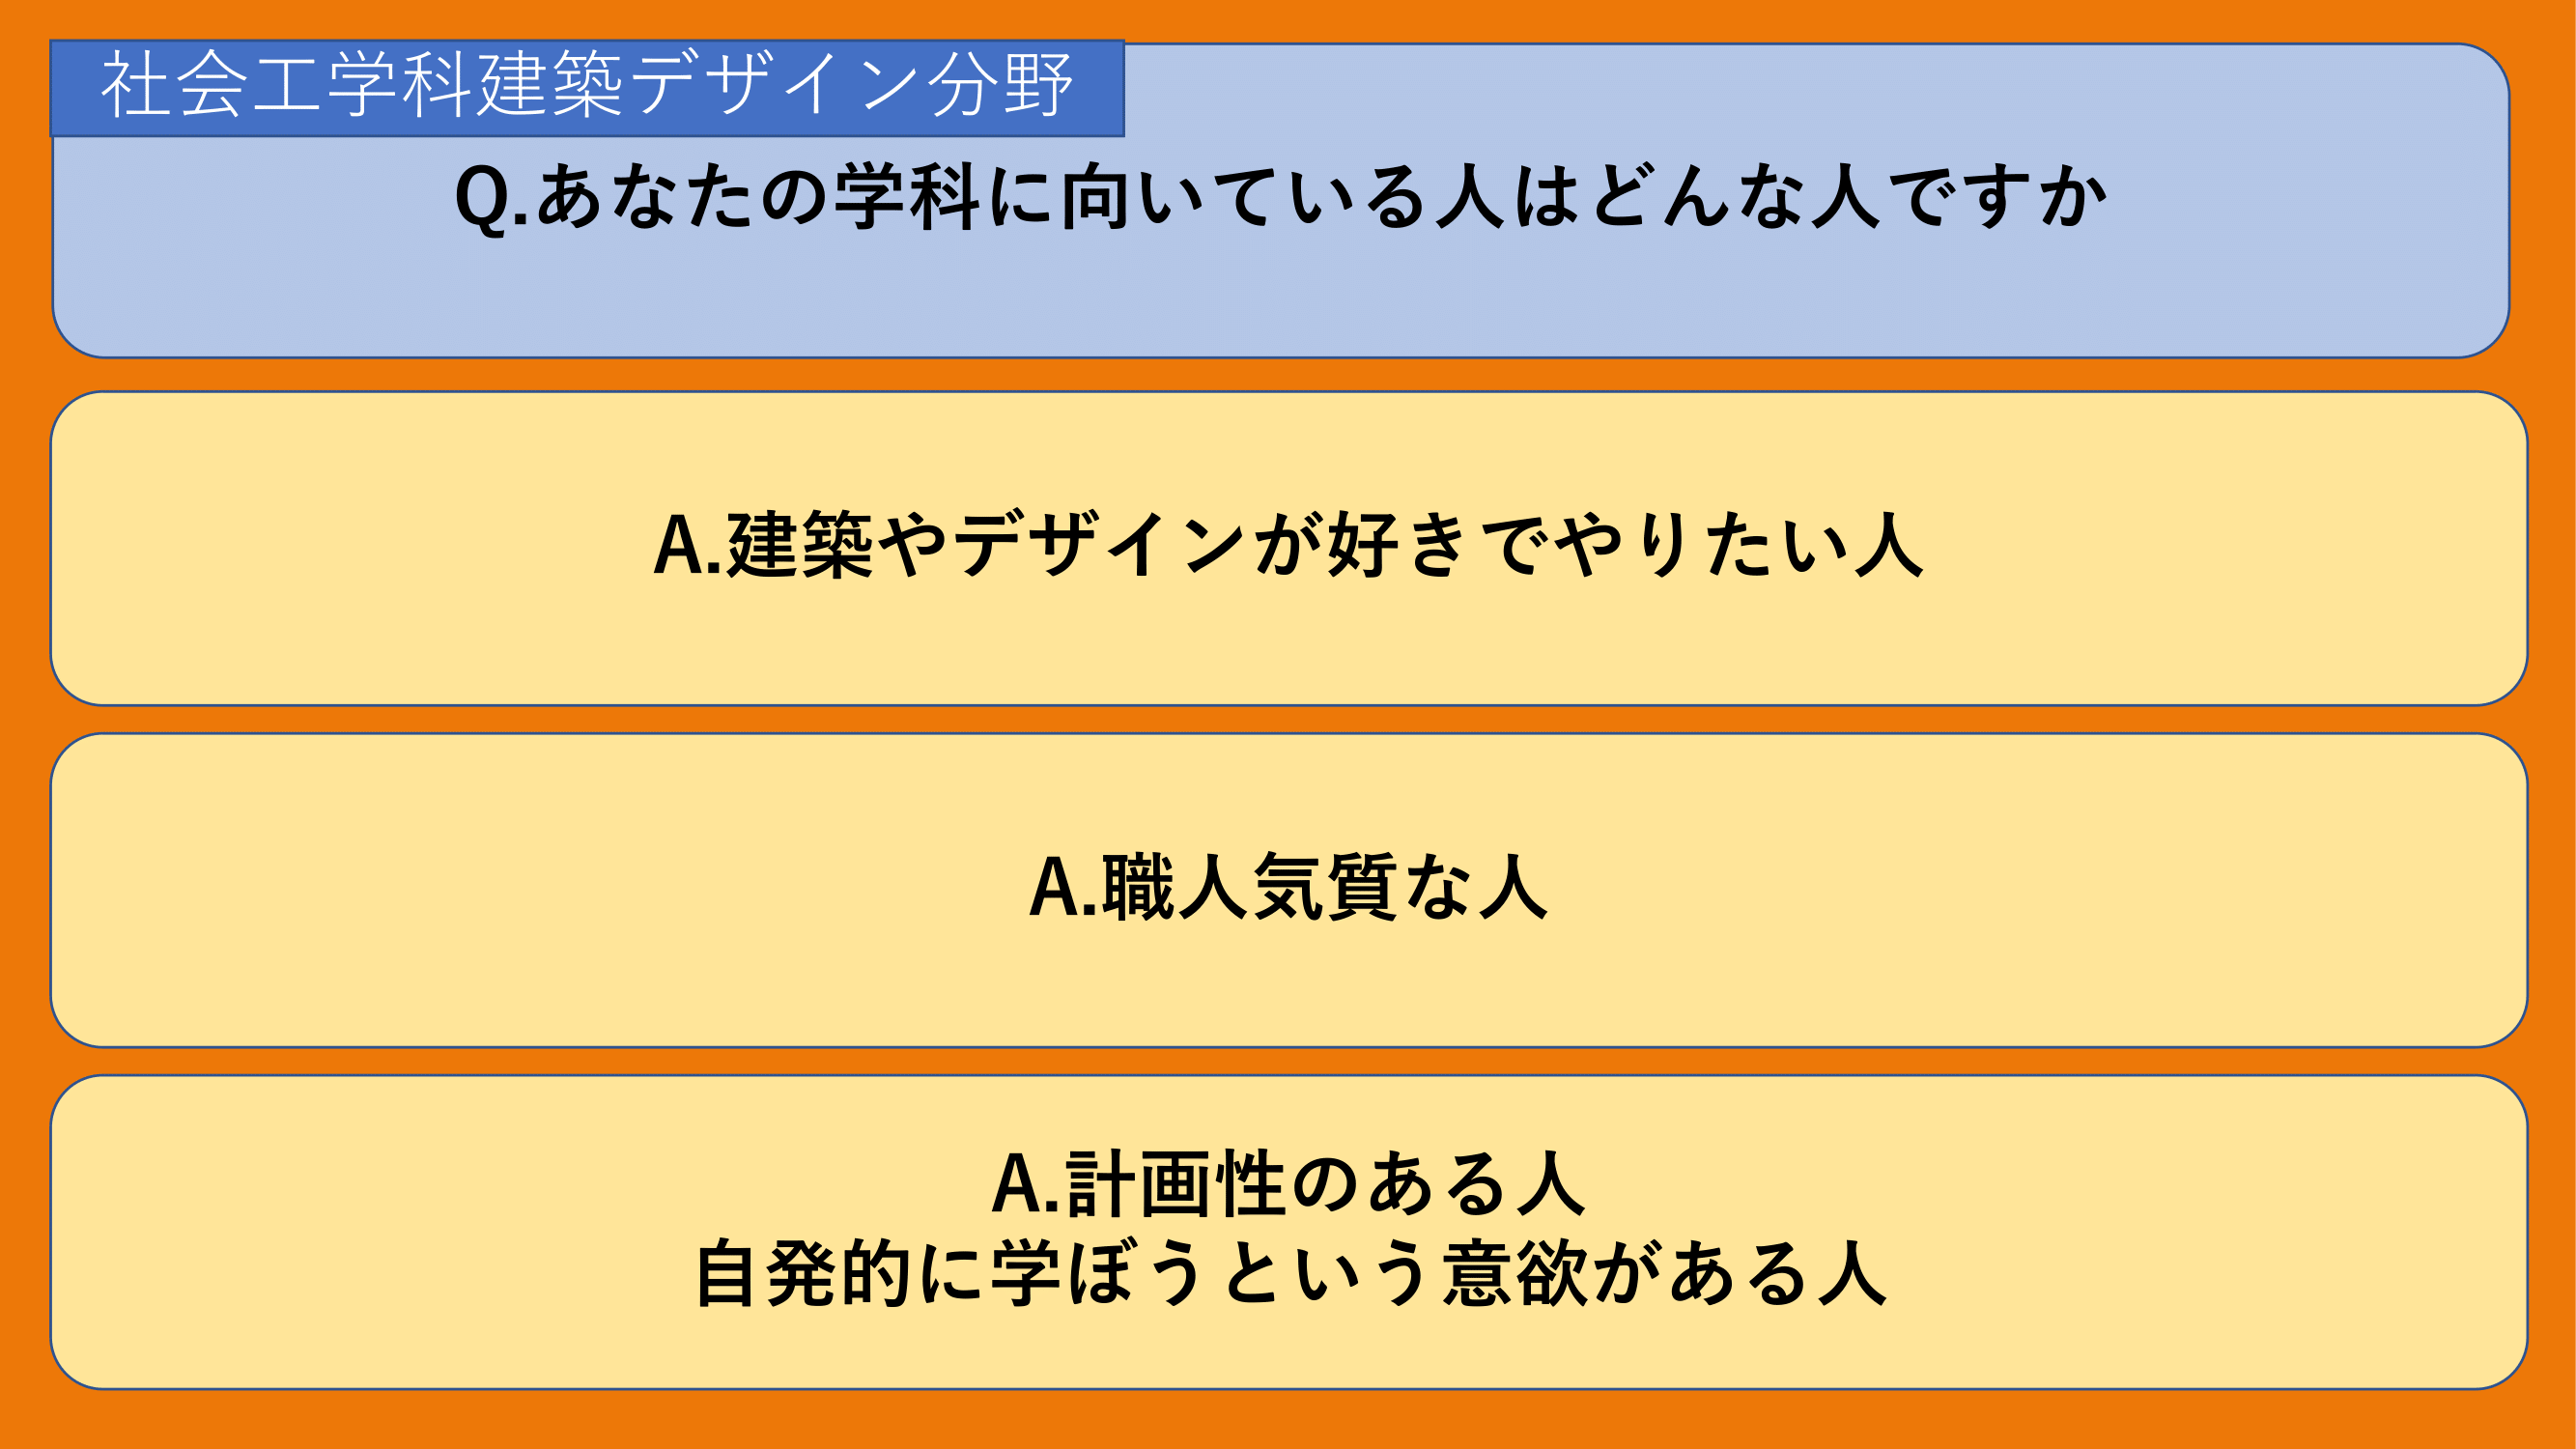 社会工学科建築デザイン分野
Q.あなたの学科に向いている人はどんな人ですか
A.建築やデザインが好きでやりたい人
A.職人気質な人
A.計画性のある人
自発的に学ぼうという意欲がある人